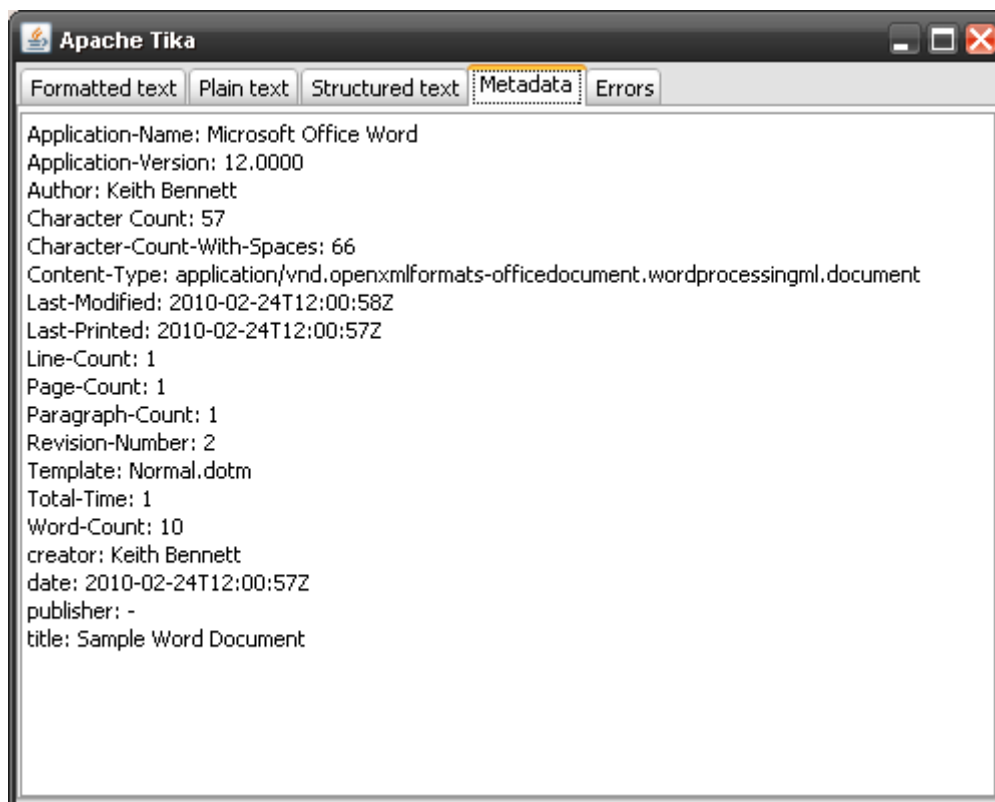 Apache Tika
Formatted text Plain text Structured text Metadata Errors
Application-Name: Microsoft Office Word
Application-Version: 12.0000
Author: Keith Bennett
Character Count: 57
Character-Count-With-Spaces: 66
Content-Type: application/vnd.openxmlformats-officedocument.wordprocessingml.document
Last-Modified: 2010-02-24T12:00:58Z
Last-Printed: 2010-02-24T12:00:57Z
Line-Count: 1
Page-Count: 1
Paragraph-Count: 1
Revision-Number: 2
Template: Normal.dotm
Total-Time: 1
Word-Count: 10
creator: Keith Bennett
date: 2010-02-24T12:00:57Z
publisher: -
title: Sample Word Document